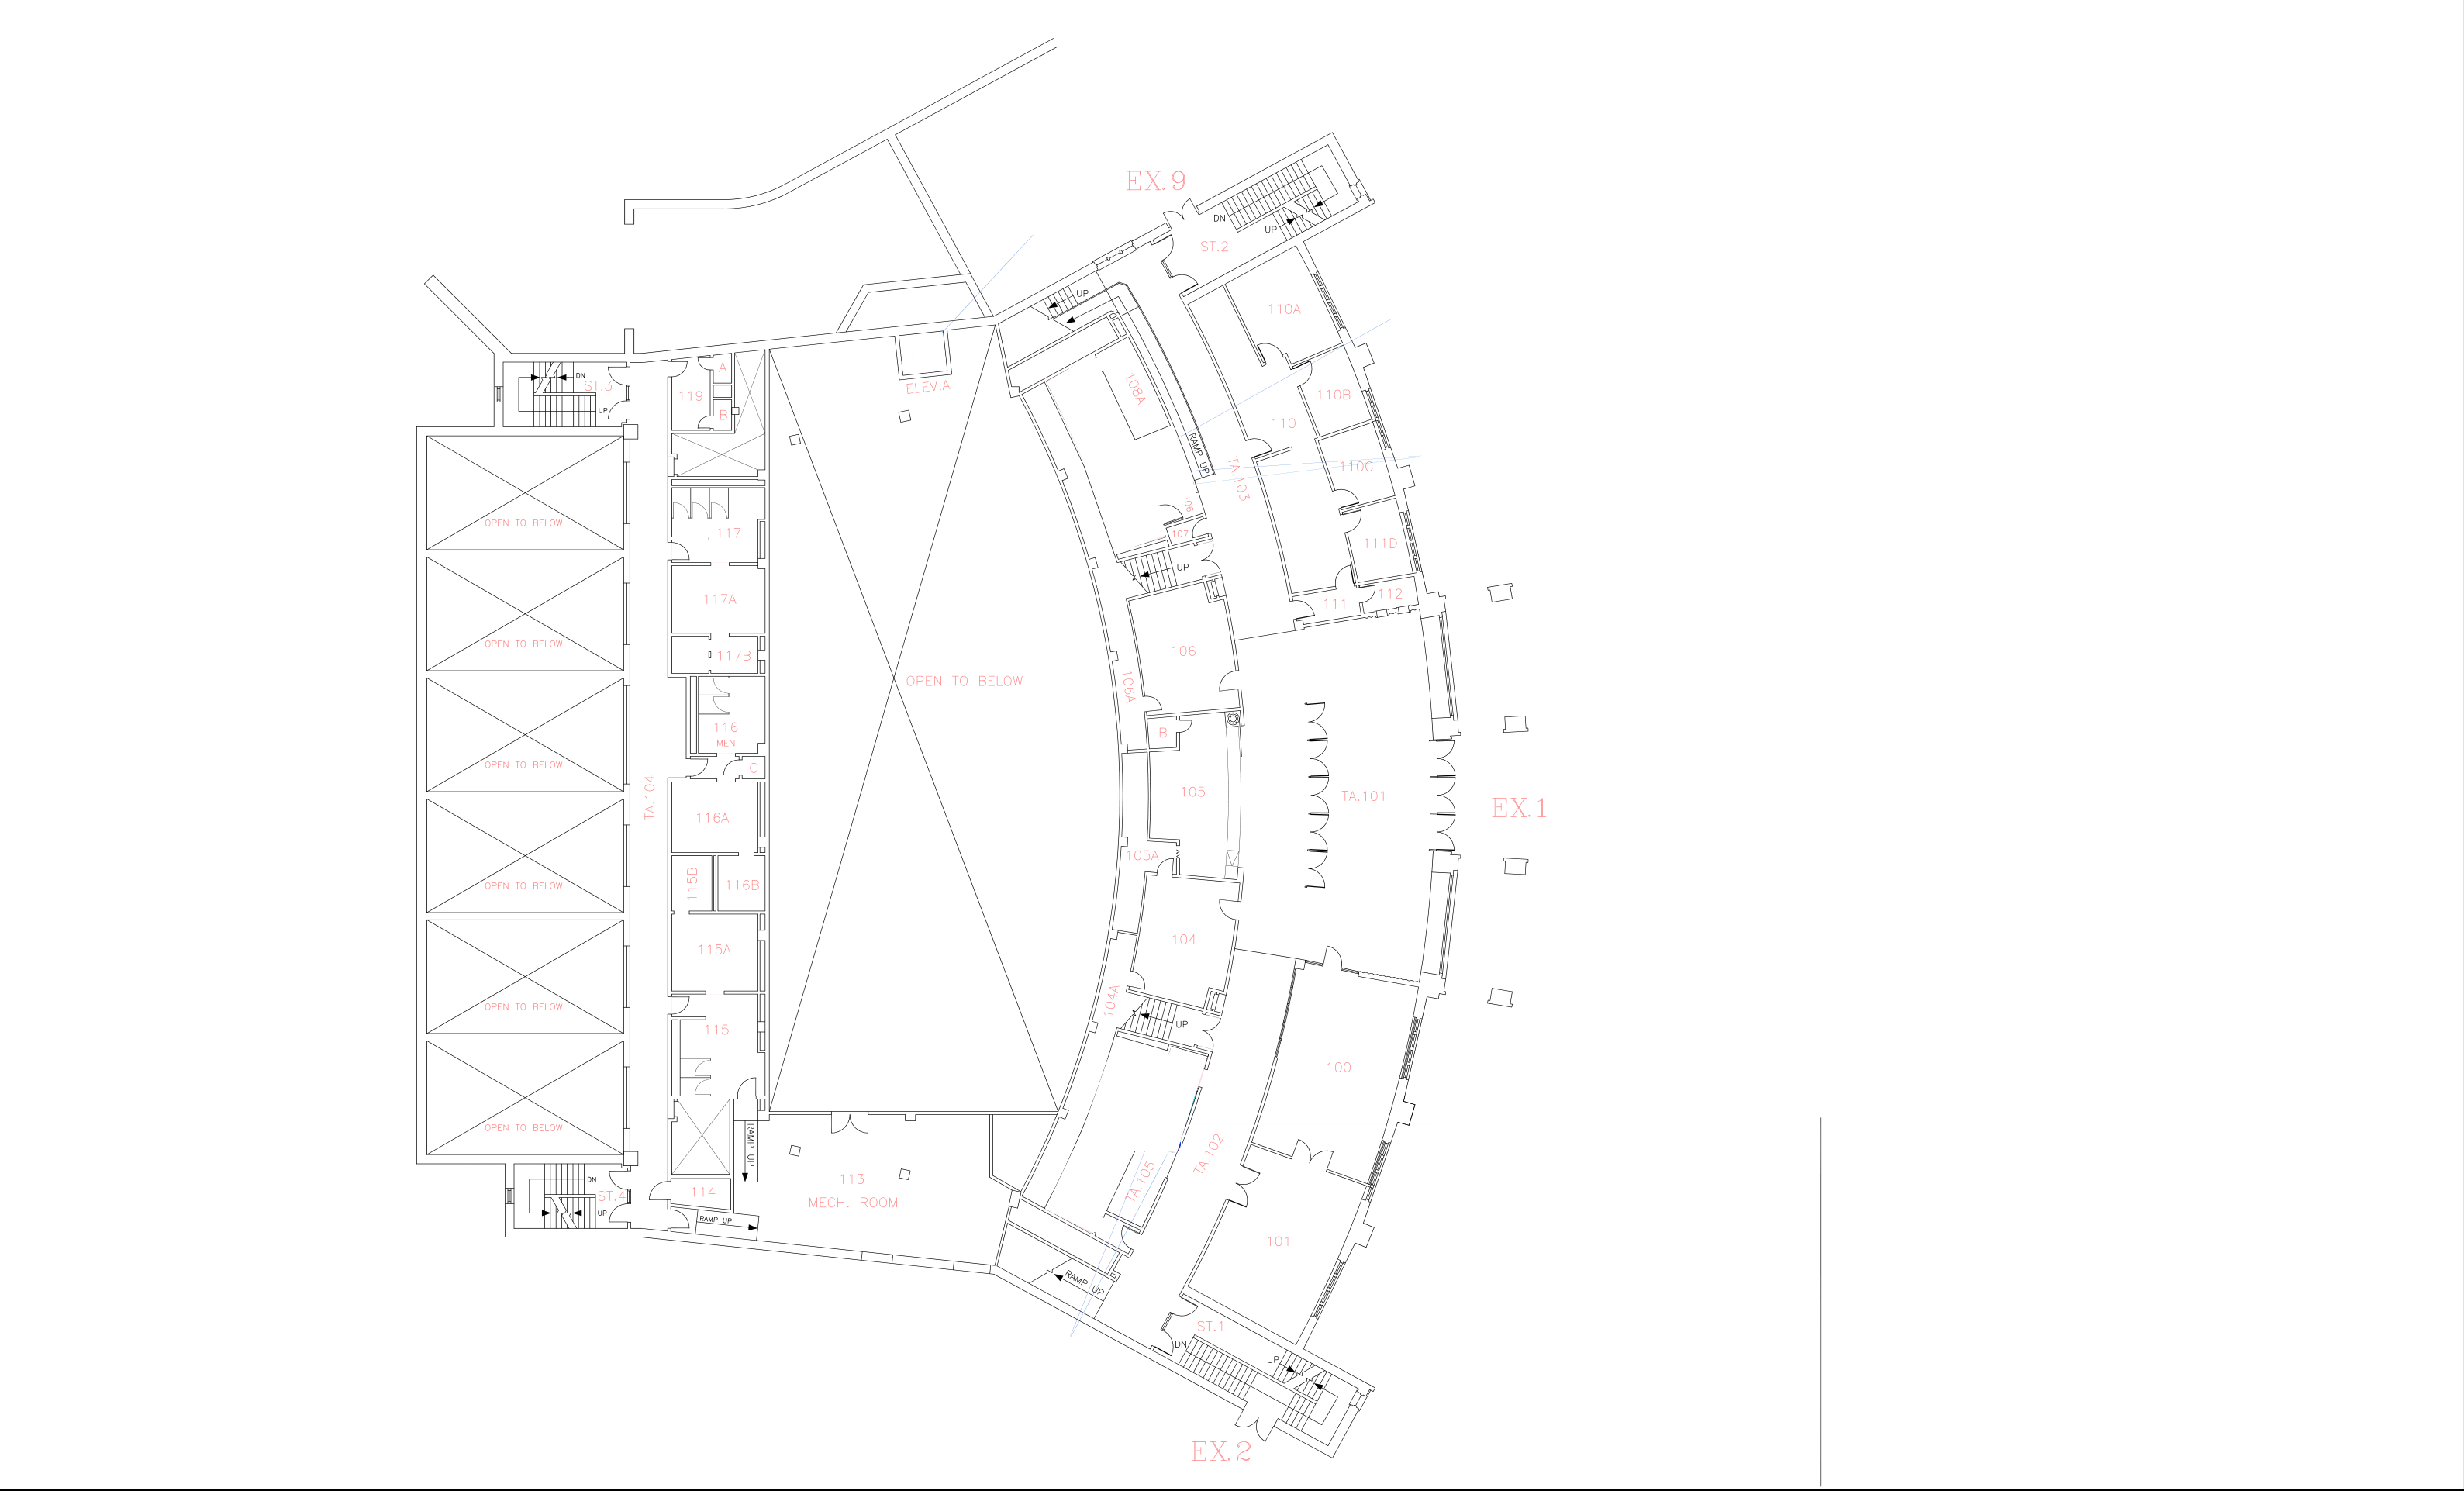 EX.9
DN
UP
ST.2
UP
110A
A
DN
ST.3
119
ELEV.A
108A
110B
UP
B
110
RAMP UP
110C
TA.103
106
OPEN TO BELOW
117
107
111D
UP
117A
111
112
OPEN TO BELOW
106
117B
OPEN TO BELOW
106A
116
MEN
B
OPEN TO BELOW
C
TA.104
105
TA.101
EX.1
116A
105A
115B
116B
OPEN TO BELOW
104
115A
104A
OPEN TO BELOW
115
UP
100
OPEN TO BELOW
RAMP UP
TA.102
113
MECH. ROOM
TA.105
DN
ST.4
UP
114
RAMP UP
101
RAMP UP
ST.1
DN
UP
EX.2